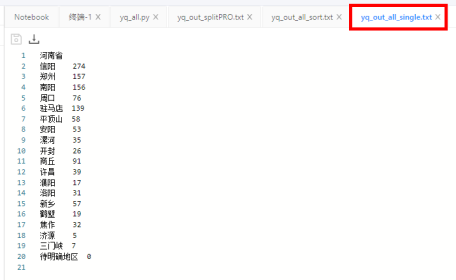 Notebook 终端-1 × yq_all.py × yq_out_splitPRO.txt × yq_out_all_sort.txt × yq_out_all_single.txt ×
1 河南省
2 信阳 274
3 郑州 157
4 南阳 156
5 周口 76
6 驻马店 139
7 平顶山 58
8 安阳 53
9 漯河 35
10 开封 26
11 商丘 91
12 许昌 39
13 濮阳 17
14 洛阳 31
15 新乡 57
16 鹤壁 19
17 焦作 32
18 济源 5
19 三门峡 7
20 待明确地区 0
21